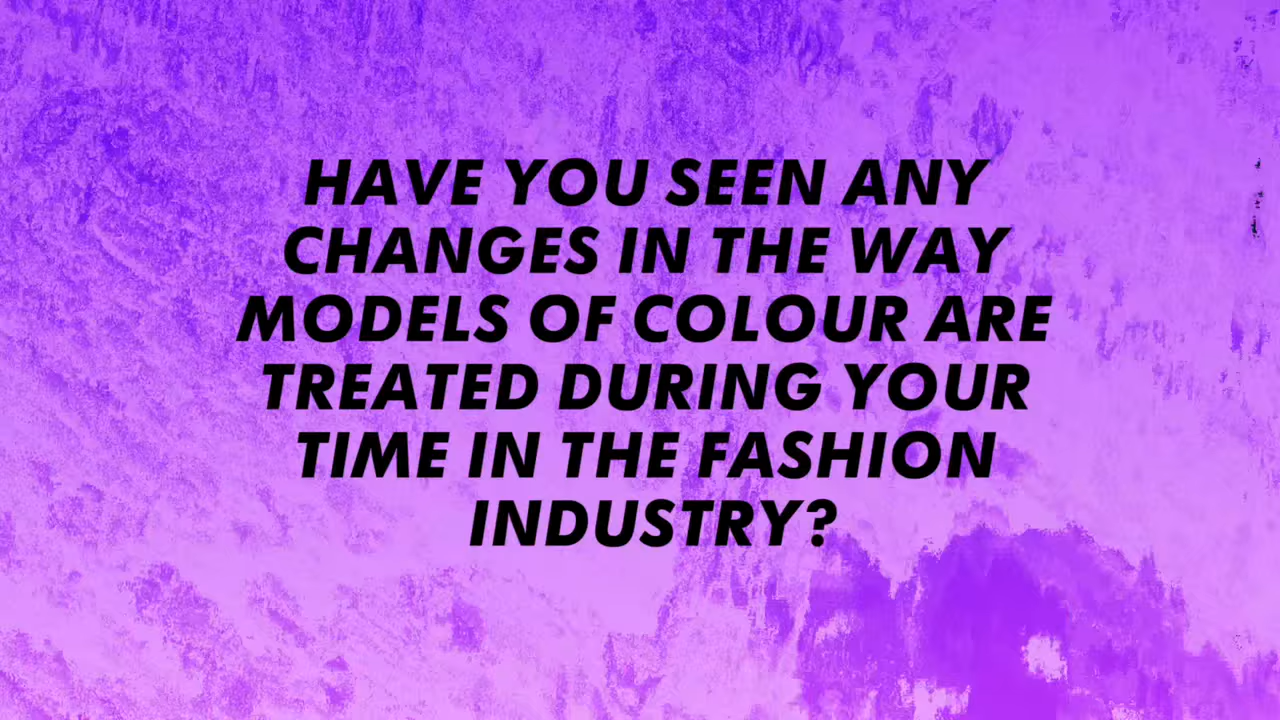 HAVE YOU SEEN ANY
CHANGES IN THE WAY
MODELS OF COLOUR ARE
TREATED DURING YOUR
TIME IN THE FASHION
INDUSTRY?